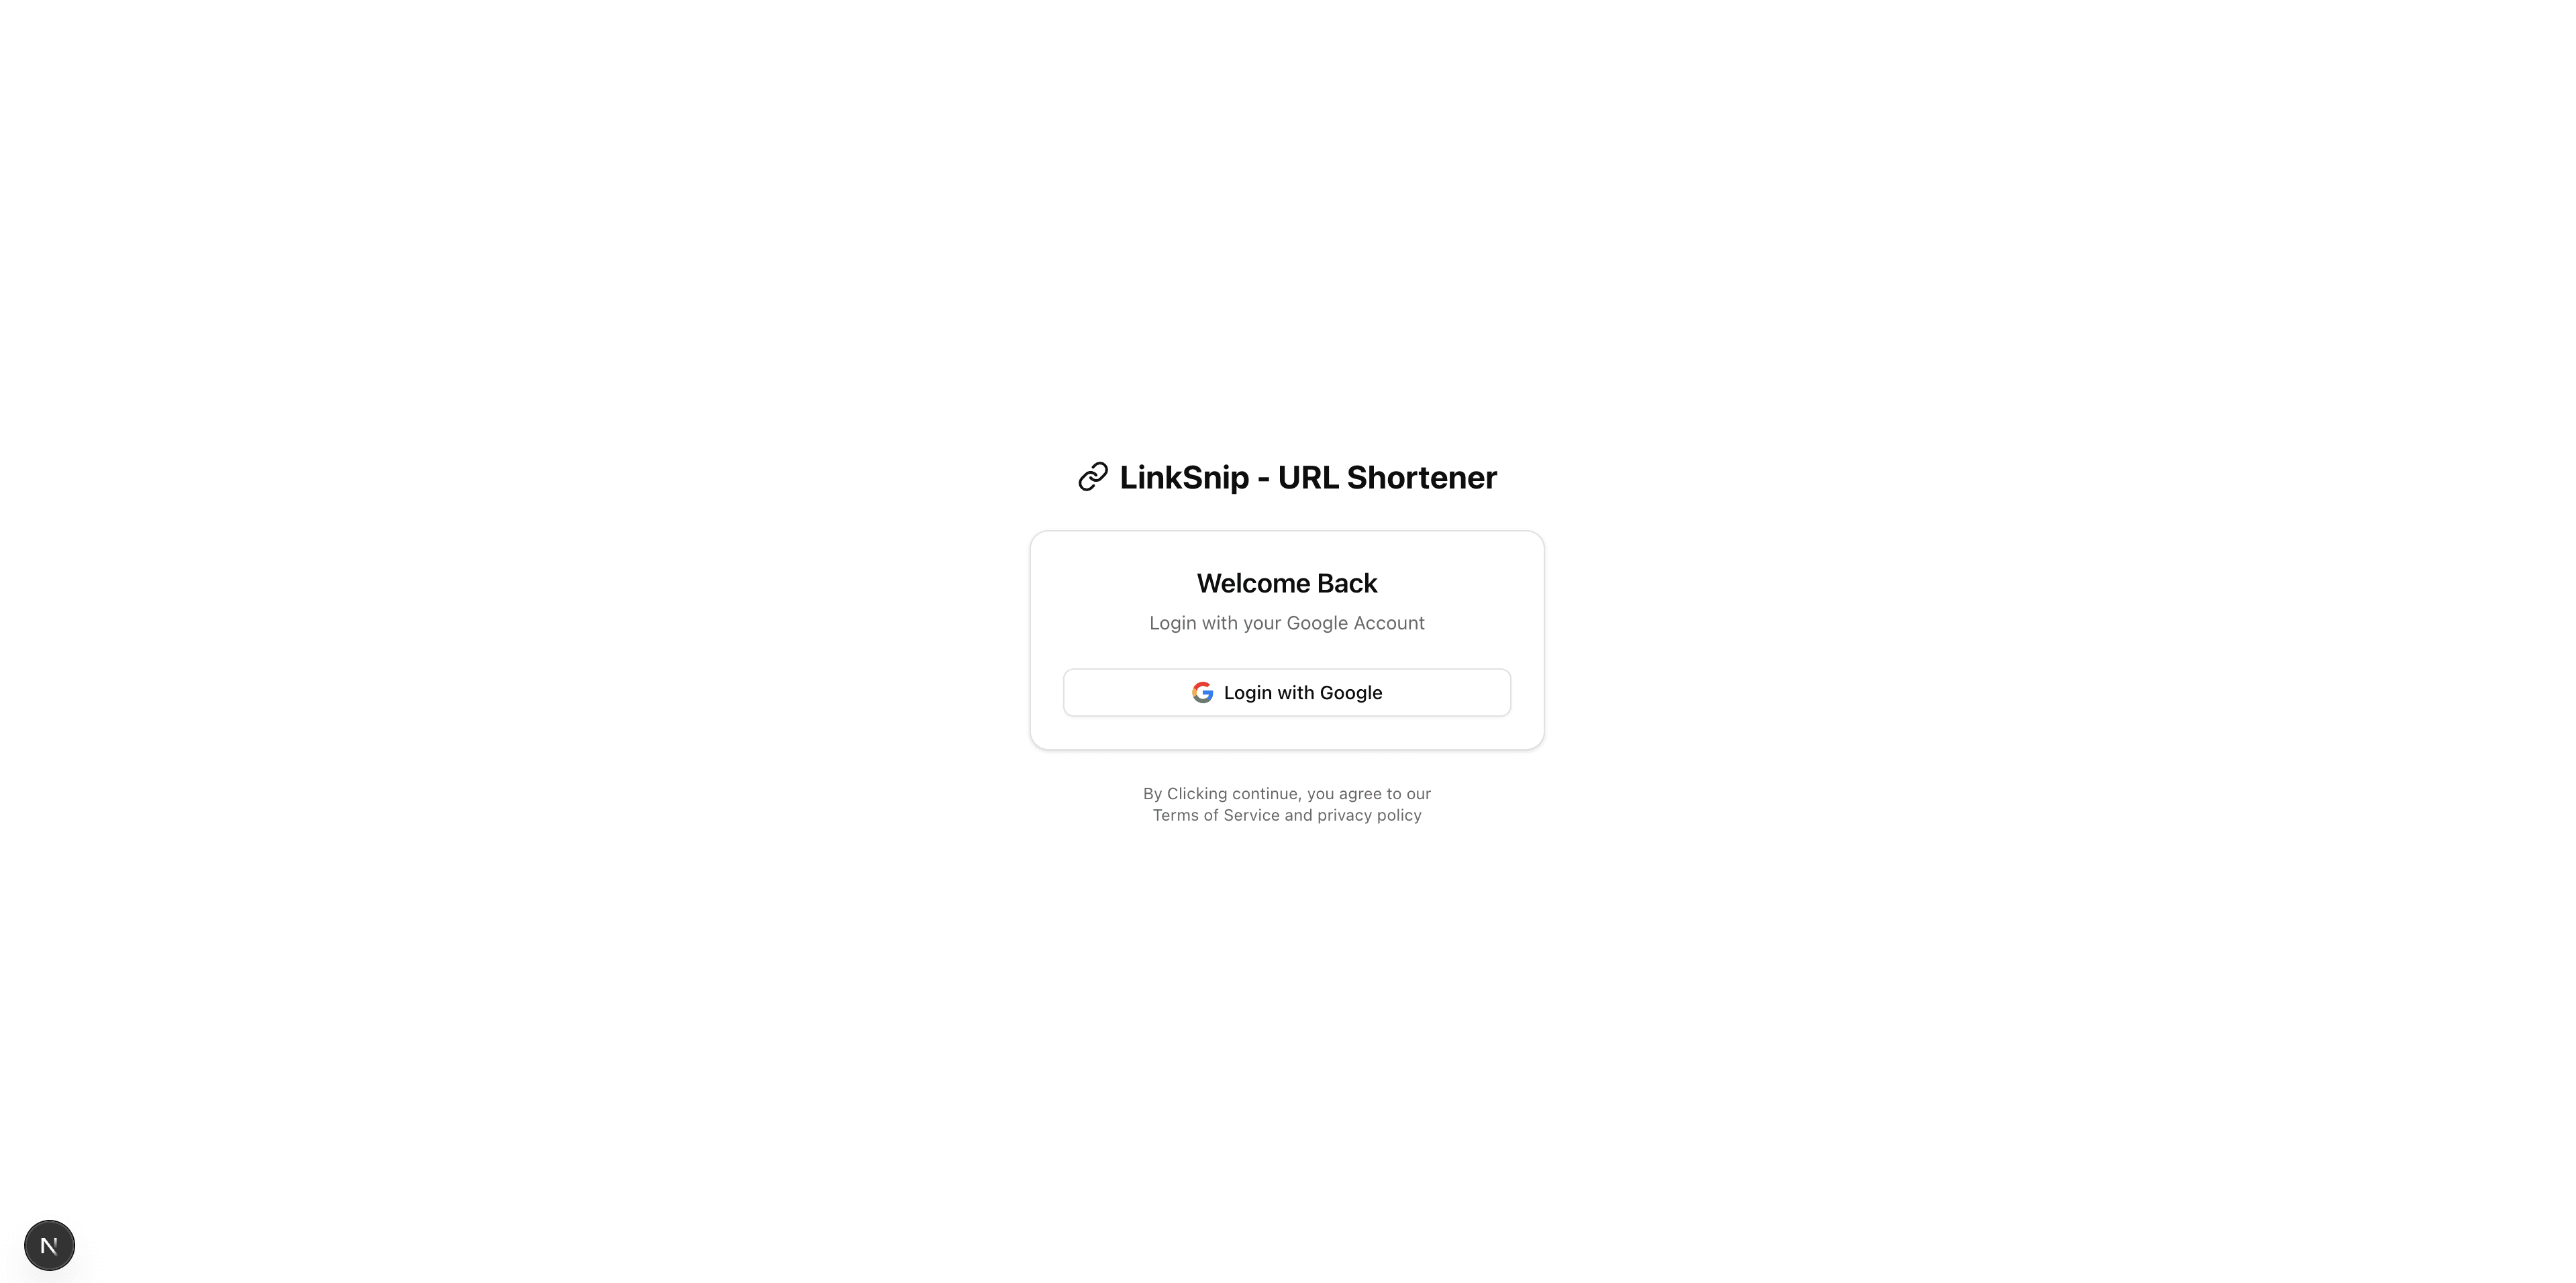 LinkSnip - URL Shortener
Welcome Back
Login with your Google Account
Login with Google
By Clicking continue, you agree to our
Terms of Service and privacy policy
N